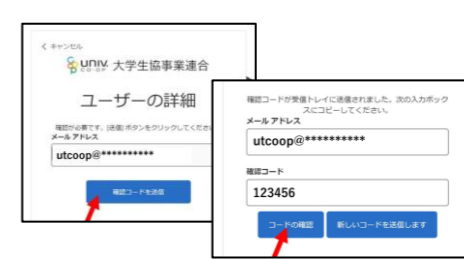 < キャンセル
UNIV. CO-OP 大学生協事業連合
ユーザーの詳細
確認が必要です。[送信] ボタンをクリックしてくださ
メール アドレス
utcoop@**********
確認コードを送信
確認コードが受信トレイに送信されました。次の入力ボック
スにコピーしてください。
メール アドレス
utcoop@**********
確認コード
123456
コードの確認 新しいコードを送信します